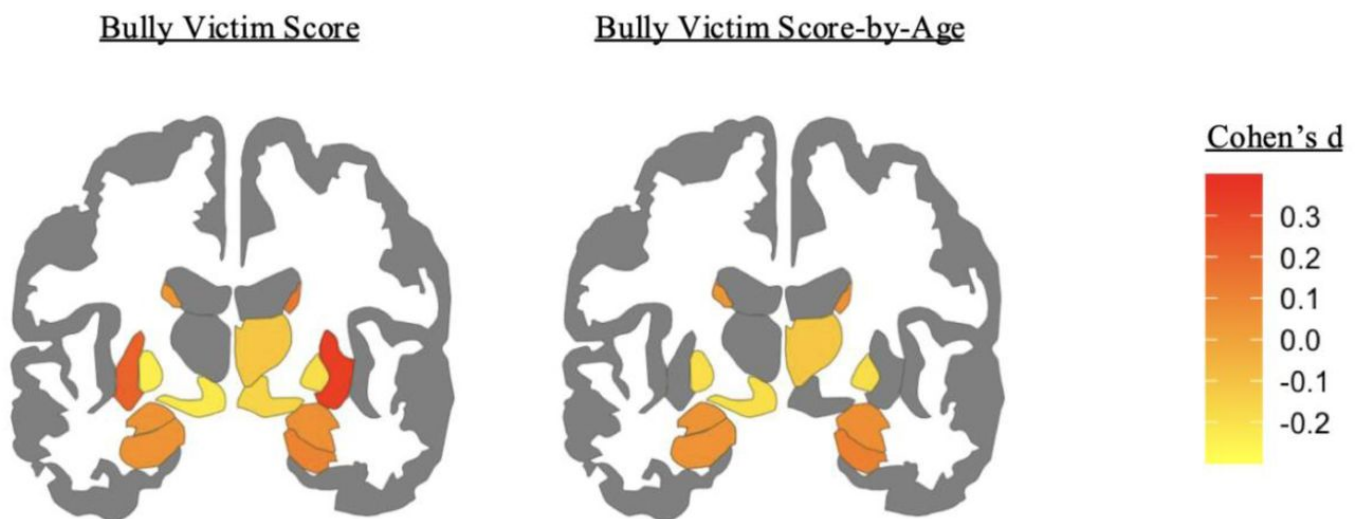 Bully Victim Score
Bully Victim Score-by-Age
Cohen’s d
0.3
0.2
0.1
0.0
-0.1
-0.2